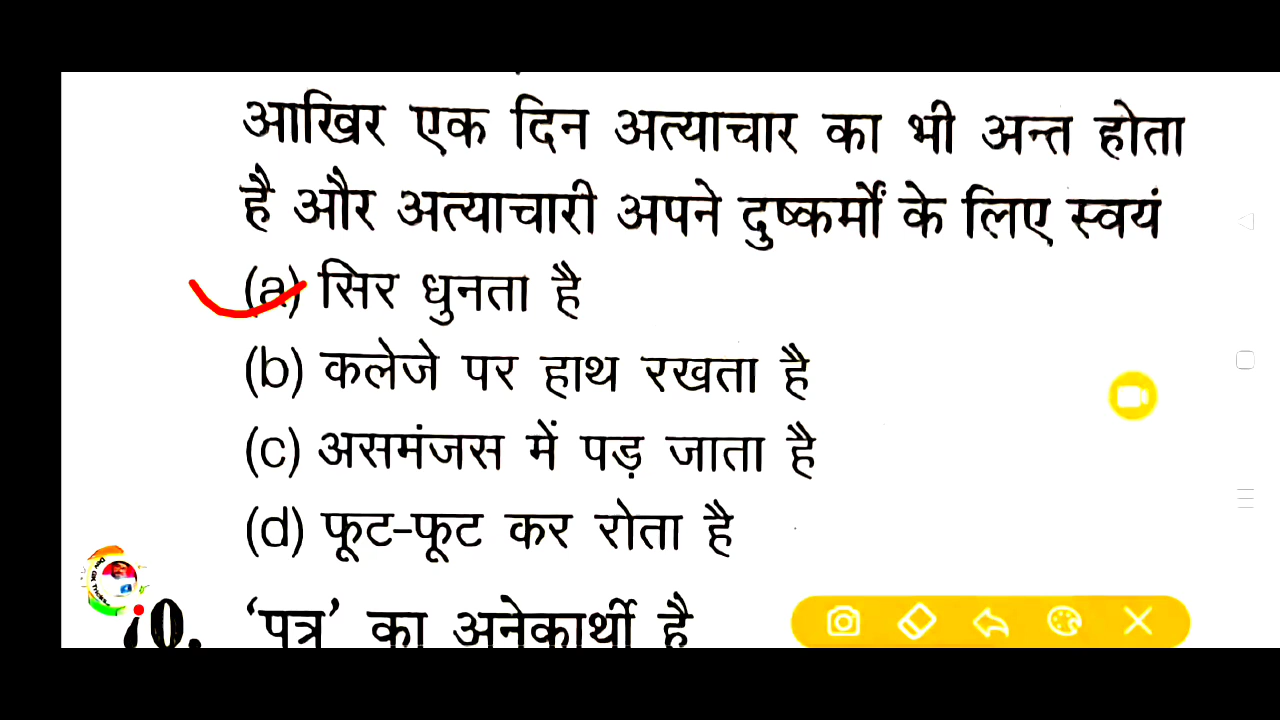 आखिर एक दिन अत्याचार का भी अन्त होता
है और अत्याचारी अपने दुष्कर्मों के लिए स्वयं
(a) सिर धुनता है
(b) कलेजे पर हाथ रखता है
(c) असमंजस में पड़ जाता है
(d) फूट-फूट कर रोता है
70. ‘पत्र’ का अनेकार्थी है